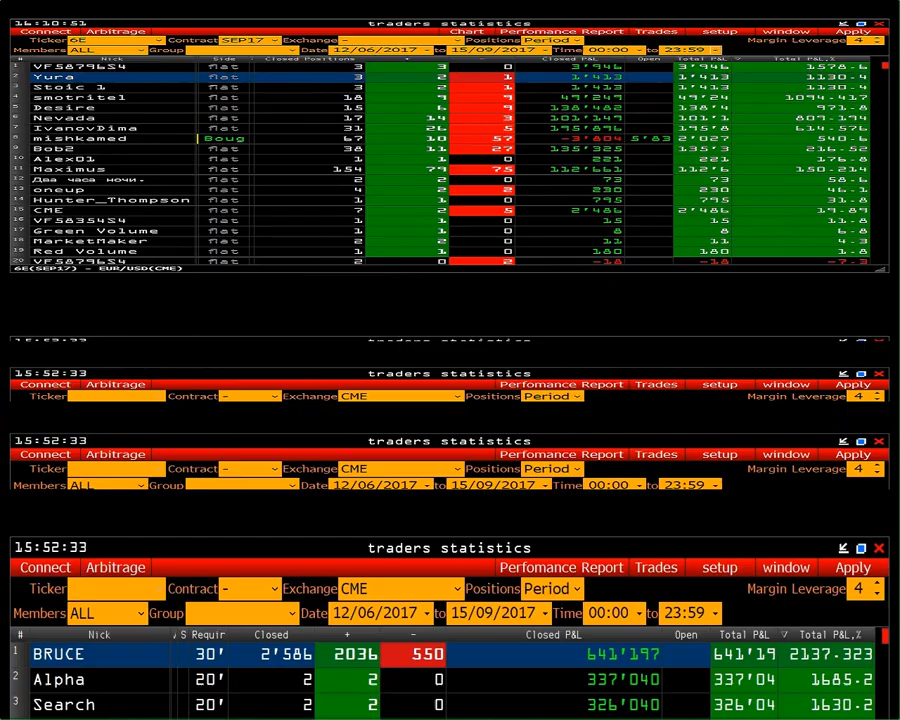 16:10:51 traders statistics
Connect Arbitrage Chart Perfomance Report Trades setup window Apply
Ticker 6E Contract SEP17 Exchange - Positions Period Margin Leverage 4
Members ALL Group Date 12/06/2017 to 15/09/2017 Time 00:00 to 23:59
# Nick Side Closed Positions + - Closed P&L Open Total P&L Total P&L,%
1 VF58796S4 flat 3 3 0 3'946 3'946 1578.6
2 Yura flat 3 2 1 1'413 1'413 1130.4
3 Stoic 1 flat 3 2 1 1'413 1'413 1130.4
4 smotritel flat 18 9 9 49'249 49'24 1094.417
5 Desire flat 15 6 9 138'482 138'4 971.8
6 Nevada flat 17 14 3 101'149 101'1 809.194
7 IvanovDima flat 31 26 5 195'896 195'8 614.576
8 mishkamed Boug 67 10 57 -3'804 5'83 2'027 540.6
9 Bob2 flat 38 11 27 135'325 135'3 216.52
10 Alex01 flat 1 1 0 221 221 176.8
11 Maximus flat 154 79 75 112'661 112'6 150.214
12 Два часа ночи. flat 2 2 0 73 73 58.6
13 oneup flat 4 2 2 230 230 46.1
14 Hunter_Thompson flat 1 1 0 795 795 31.8
15 CME flat 7 2 5 2'486 2'486 19.89
16 VF58354S4 flat 1 1 0 15 15 11.8
17 Green Volume flat 1 1 0 8 8 6.4
18 MarketMaker flat 2 2 0 11 11 4.3
19 Red Volume flat 1 1 0 180 180 1.8
20 VF58796S4 flat 2 0 2 -18 -18 -7.3
6E(SEP17) - EUR/USD(CME)
15:52:33 traders statistics
15:52:33 traders statistics
Connect Arbitrage Perfomance Report Trades setup window Apply
Ticker Contract - Exchange CME Positions Period Margin Leverage 4
15:52:33 traders statistics
Connect Arbitrage Perfomance Report Trades setup window Apply
Ticker Contract - Exchange CME Positions Period Margin Leverage 4
Members ALL Group Date 12/06/2017 to 15/09/2017 Time 00:00 to 23:59
15:52:33 traders statistics
Connect Arbitrage Perfomance Report Trades setup window Apply
Ticker Contract - Exchange CME Positions Period Margin Leverage 4
Members ALL Group Date 12/06/2017 to 15/09/2017 Time 00:00 to 23:59
# Nick S Requir Closed + - Closed P&L Open Total P&L Total P&L,%
1 BRUCE 30' 2'586 2036 550 641'197 641'19 2137.323
2 Alpha 20' 2 2 0 337'040 337'04 1685.2
3 Search 20' 2 2 0 326'040 326'04 1630.2